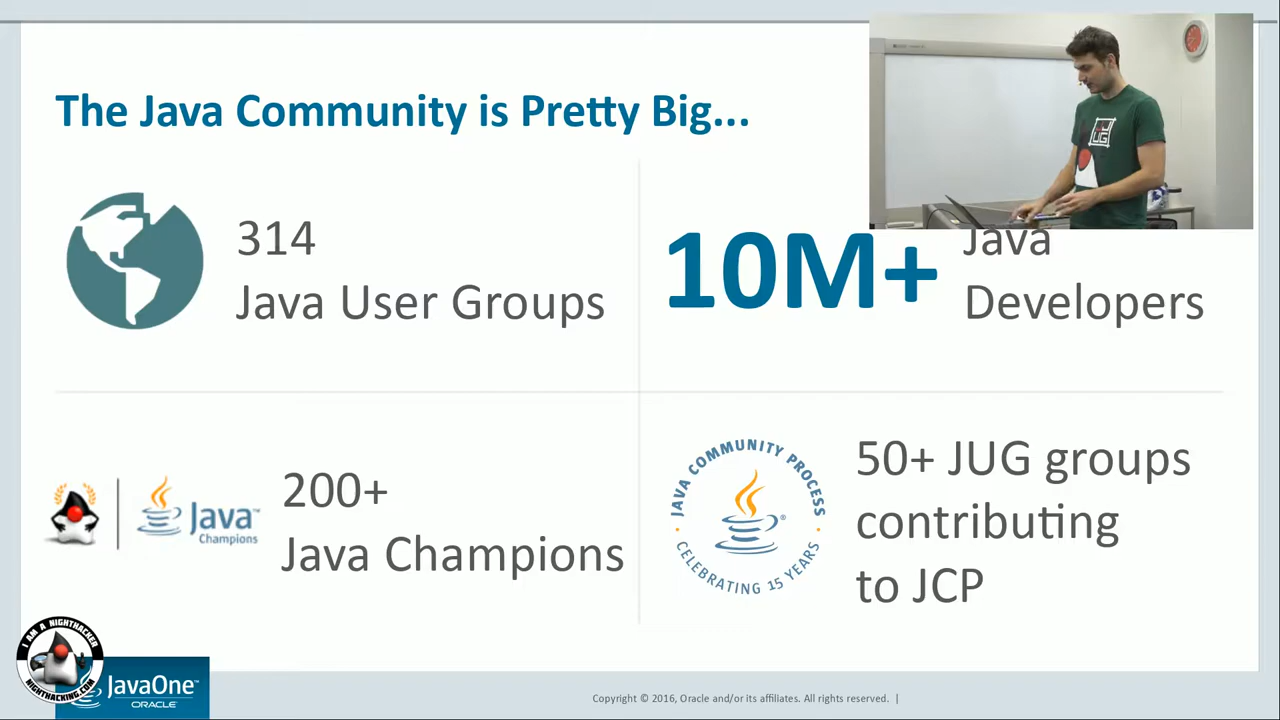 The Java Community is Pretty Big...
314
Java User Groups
10M+
Java
Developers
200+
Java Champions
Java™
Champions
50+ JUG groups
contributing
to JCP
JAVA COMMUNITY PROCESS
CELEBRATING 15 YEARS
I AM A NIGHTHACKER
NIGHTHACKING.COM
JavaOne™
ORACLE
Copyright © 2016, Oracle and/or its affiliates. All rights reserved. |